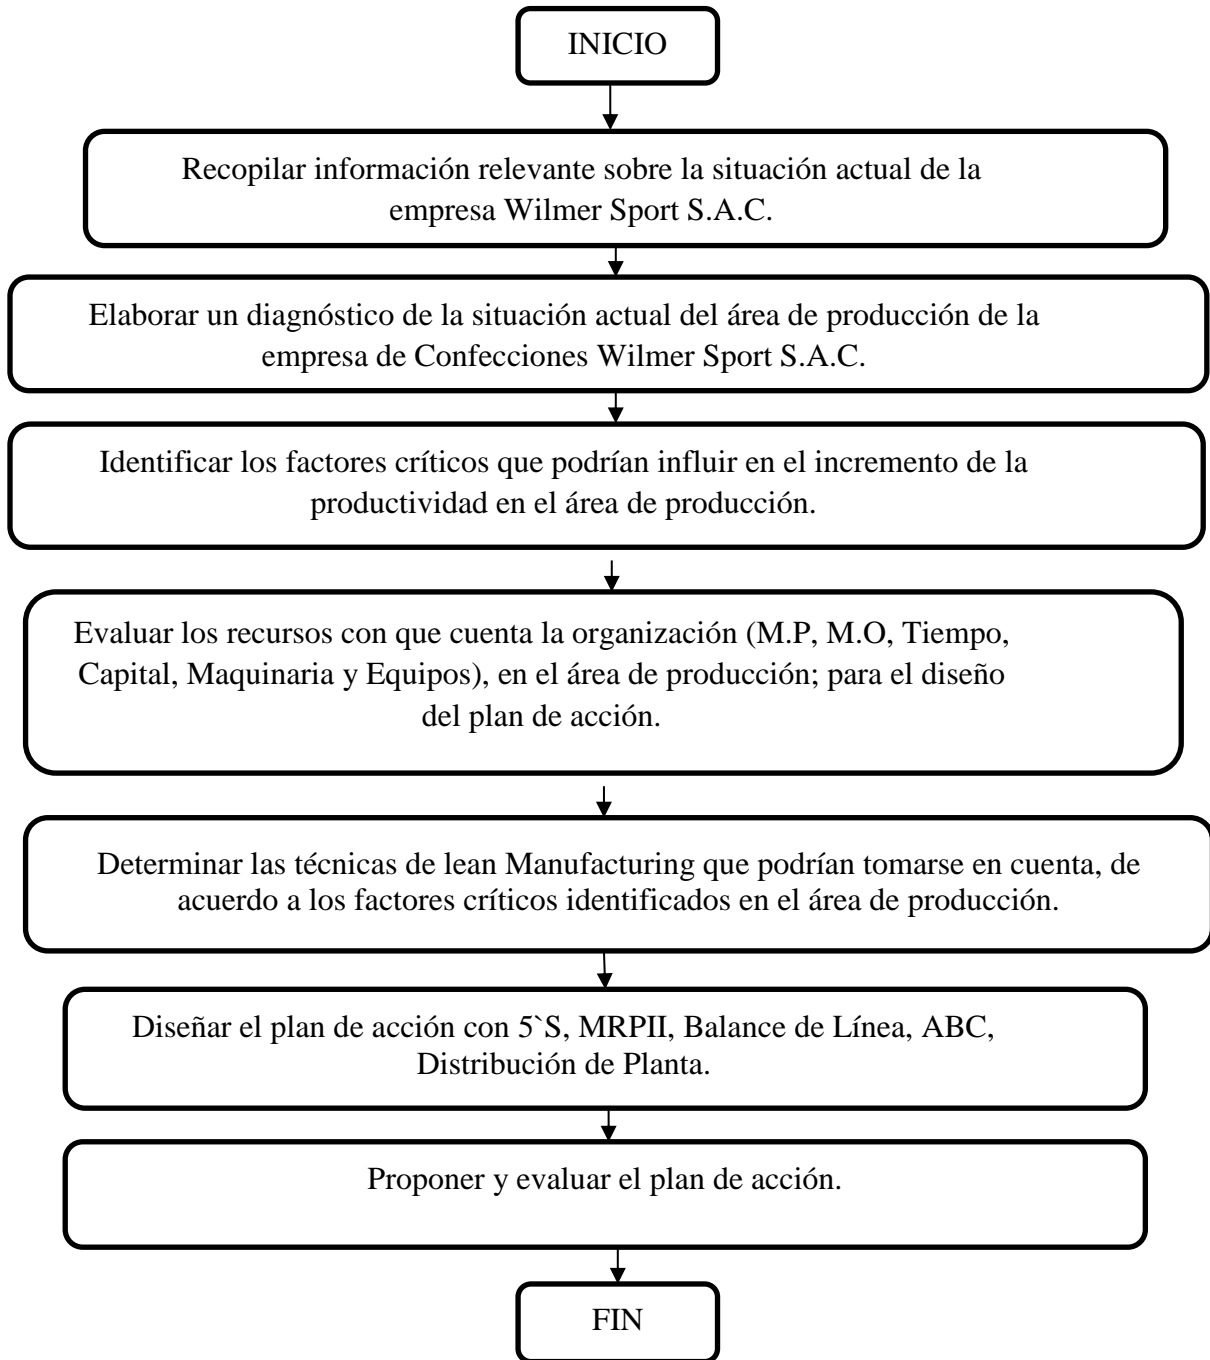 INICIO
Recopilar información relevante sobre la situación actual de la
empresa Wilmer Sport S.A.C.
Elaborar un diagnóstico de la situación actual del área de producción de la
empresa de Confecciones Wilmer Sport S.A.C.
Identificar los factores críticos que podrían influir en el incremento de la
productividad en el área de producción.
Evaluar los recursos con que cuenta la organización (M.P, M.O, Tiempo,
Capital, Maquinaria y Equipos), en el área de producción; para el diseño
del plan de acción.
Determinar las técnicas de lean Manufacturing que podrían tomarse en cuenta, de
acuerdo a los factores críticos identificados en el área de producción.
Diseñar el plan de acción con 5`S, MRPII, Balance de Línea, ABC,
Distribución de Planta.
Proponer y evaluar el plan de acción.
FIN